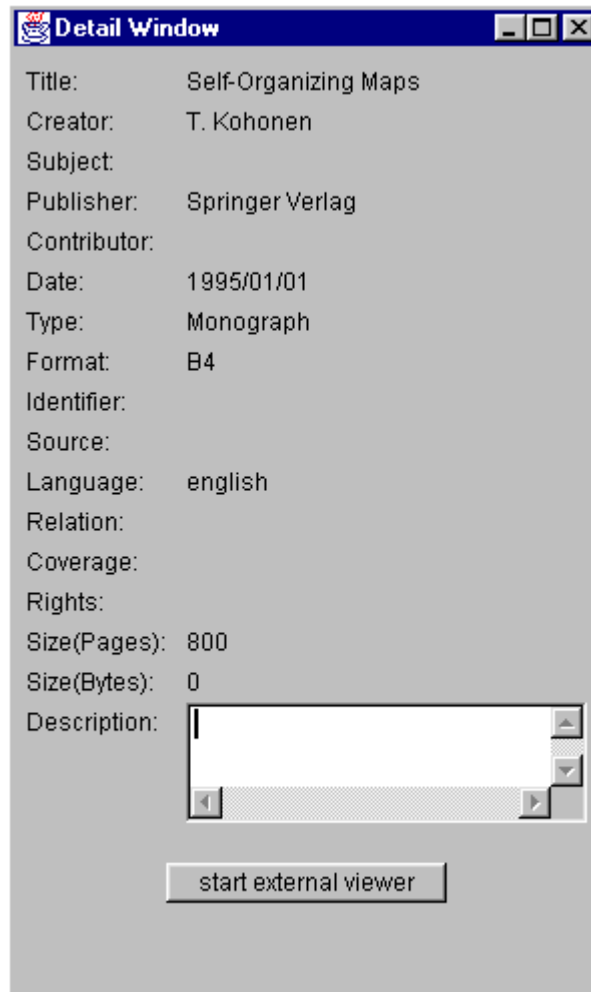 Detail Window
Title: Self-Organizing Maps
Creator: T. Kohonen
Subject:
Publisher: Springer Verlag
Contributor:
Date: 1995/01/01
Type: Monograph
Format: B4
Identifier:
Source:
Language: english
Relation:
Coverage:
Rights:
Size(Pages): 800
Size(Bytes): 0
Description:
start external viewer